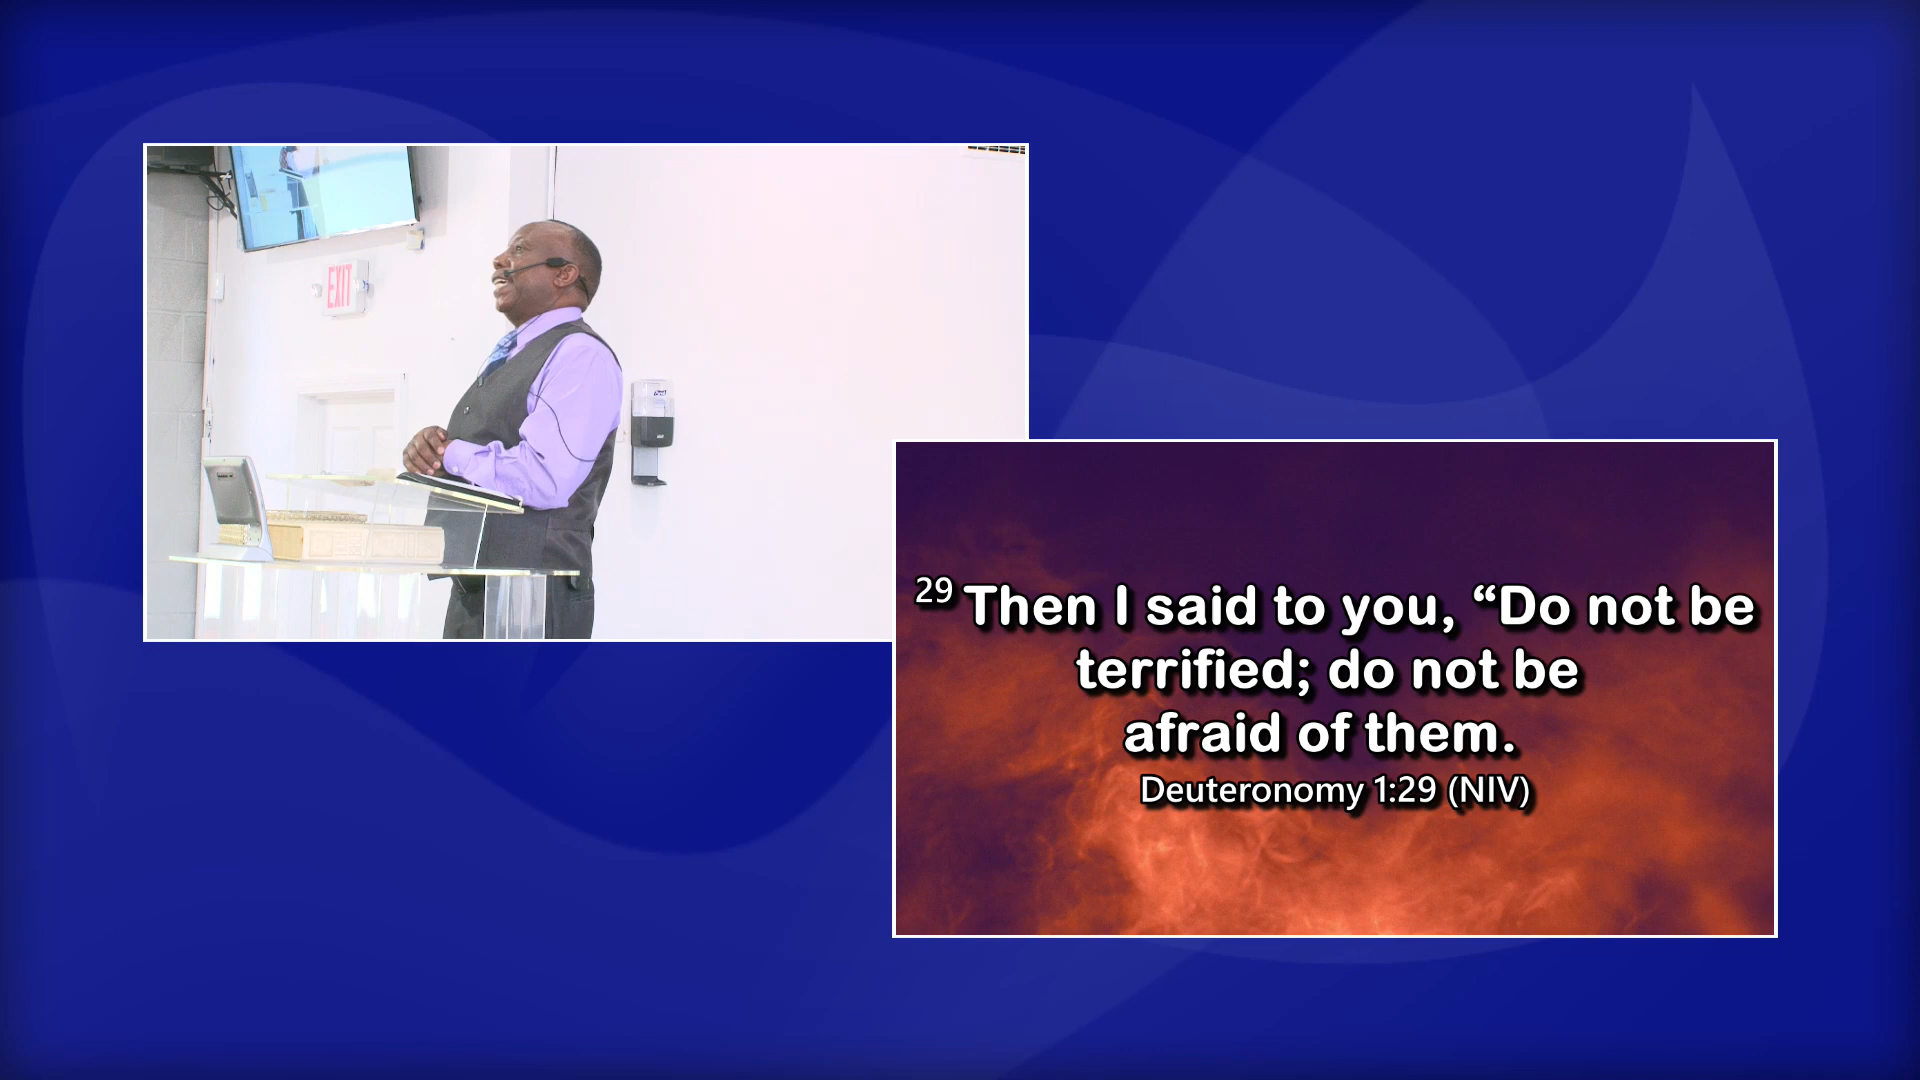 EXIT
29 Then I said to you, “Do not be
terrified; do not be
afraid of them.
Deuteronomy 1:29 (NIV)